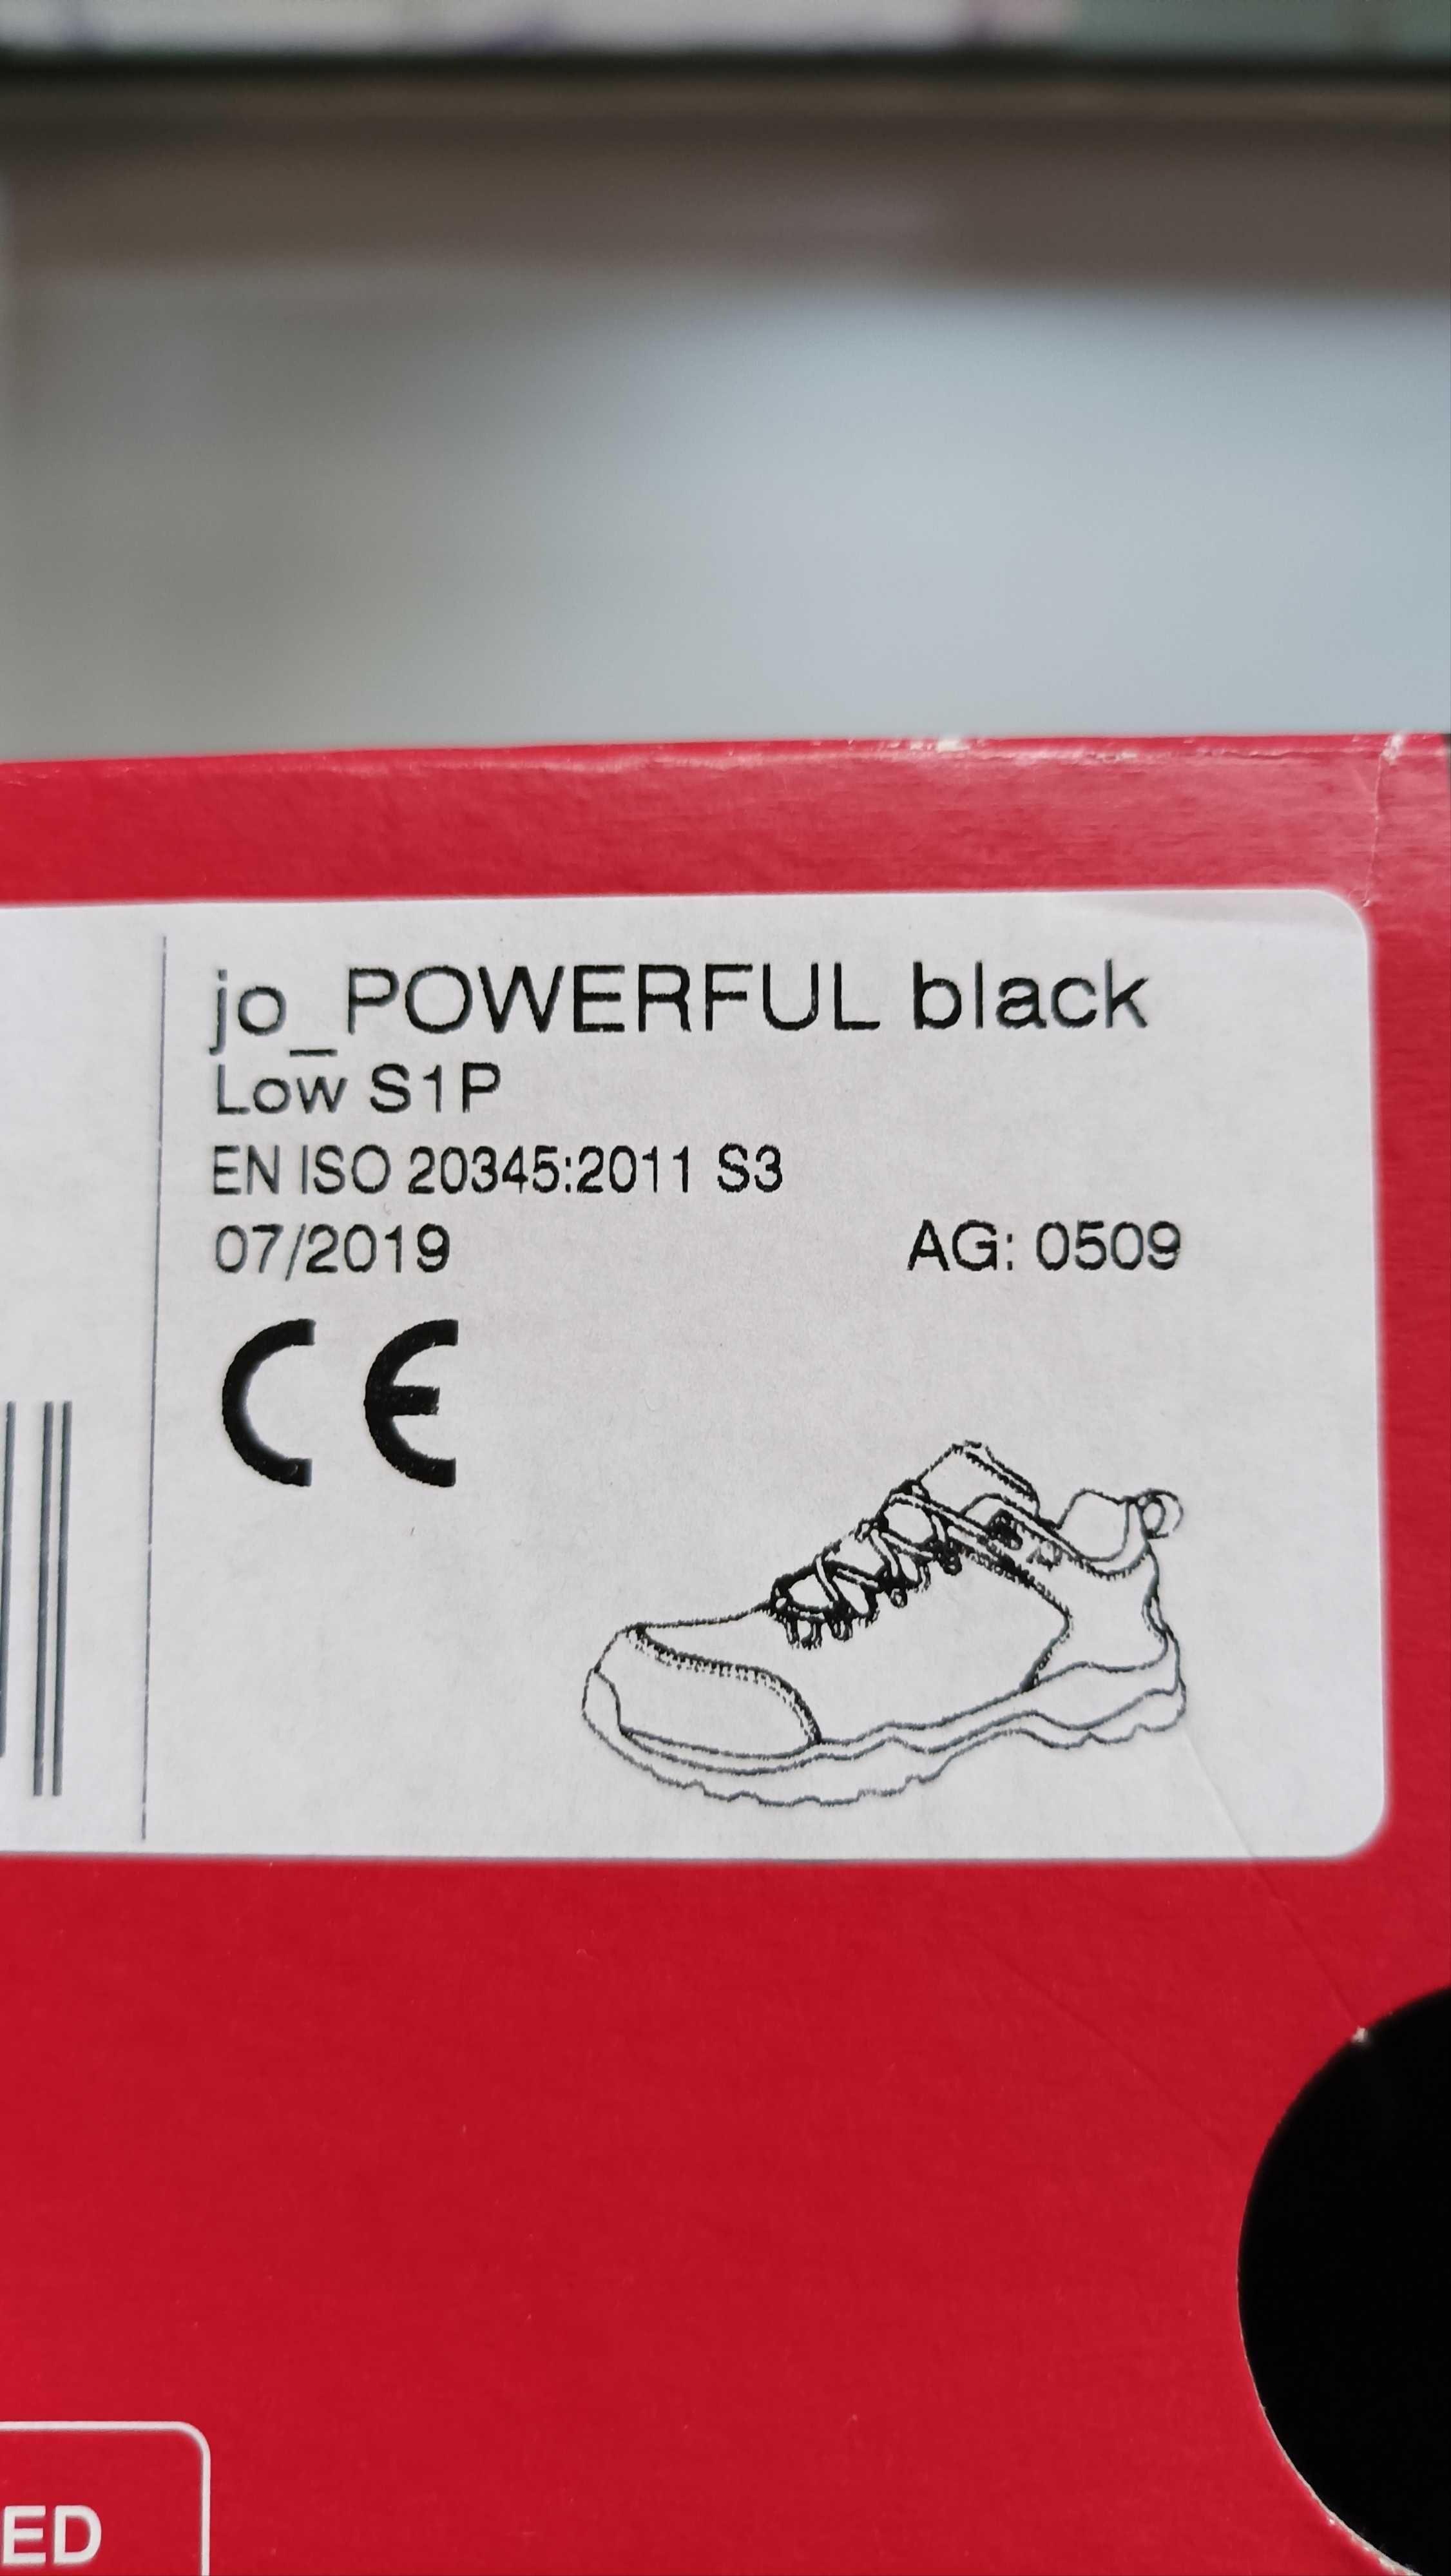 jo_POWERFUL black
Low S1P
EN ISO 20345:2011 S3
07/2019 AG: 0509
CE
ED